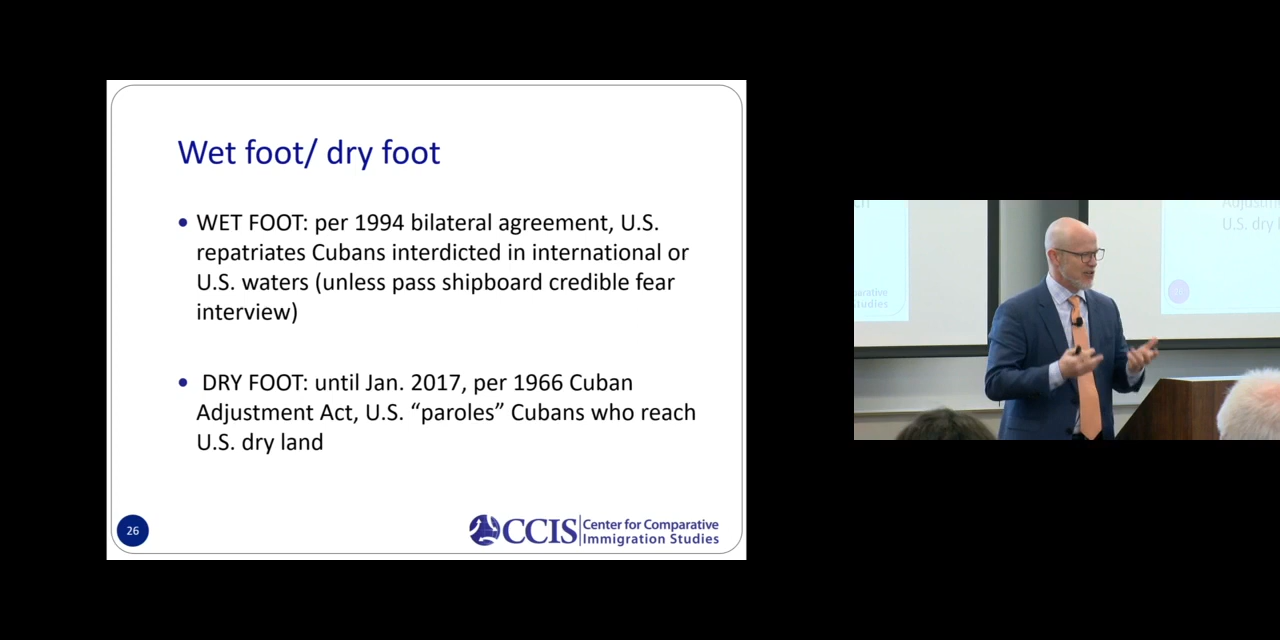 Wet foot/ dry foot
• WET FOOT: per 1994 bilateral agreement, U.S.
repatriates Cubans interdicted in international or
U.S. waters (unless pass shipboard credible fear
interview)
• DRY FOOT: until Jan. 2017, per 1966 Cuban
Adjustment Act, U.S. “paroles” Cubans who reach
U.S. dry land
26
CCIS
Center for Comparative
Immigration Studies
U.S. dry